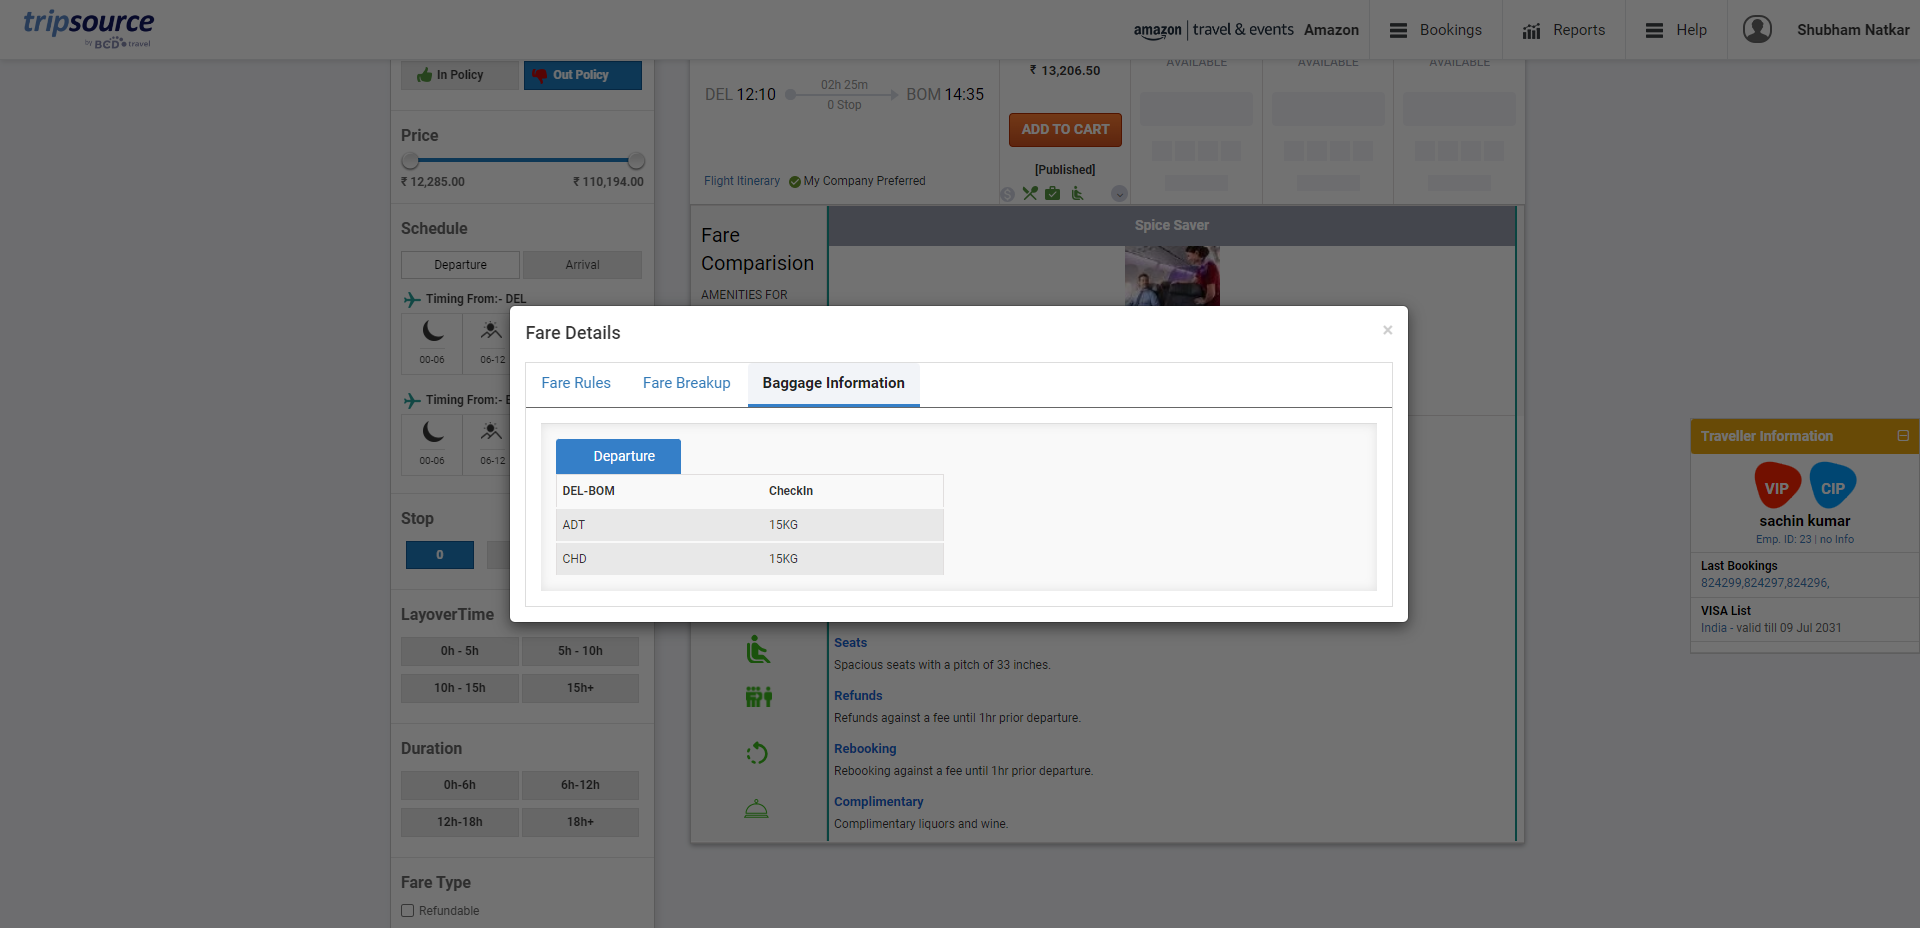 tripsource
by BCD travel
amazon | travel & events Amazon
Bookings
Reports
Help
Shubham Natkar
In Policy
Out Policy
Price
₹ 12,285.00
₹ 110,194.00
Schedule
Departure
Arrival
Timing From:- DEL
00-06
06-12
Timing From:-
00-06
06-12
Stop
0
LayoverTime
0h - 5h
5h - 10h
10h - 15h
15h+
Duration
0h-6h
6h-12h
12h-18h
18h+
Fare Type
Refundable
DEL 12:10
02h 25m
0 Stop
BOM 14:35
Flight Itinerary
My Company Preferred
₹ 13,206.50
ADD TO CART
[Published]
AVAILABLE
AVAILABLE
AVAILABLE
Fare
Comparision
AMENITIES FOR
Spice Saver
Fare Details
×
Fare Rules
Fare Breakup
Baggage Information
Departure
DEL-BOM CheckIn
ADT 15KG
CHD 15KG
Seats
Spacious seats with a pitch of 33 inches.
Refunds
Refunds against a fee until 1hr prior departure.
Rebooking
Rebooking against a fee until 1hr prior departure.
Complimentary
Complimentary liquors and wine.
Traveller Information
VIP
CIP
sachin kumar
Emp. ID: 23 | no Info
Last Bookings
824299,824297,824296,
VISA List
India - valid till 09 Jul 2031